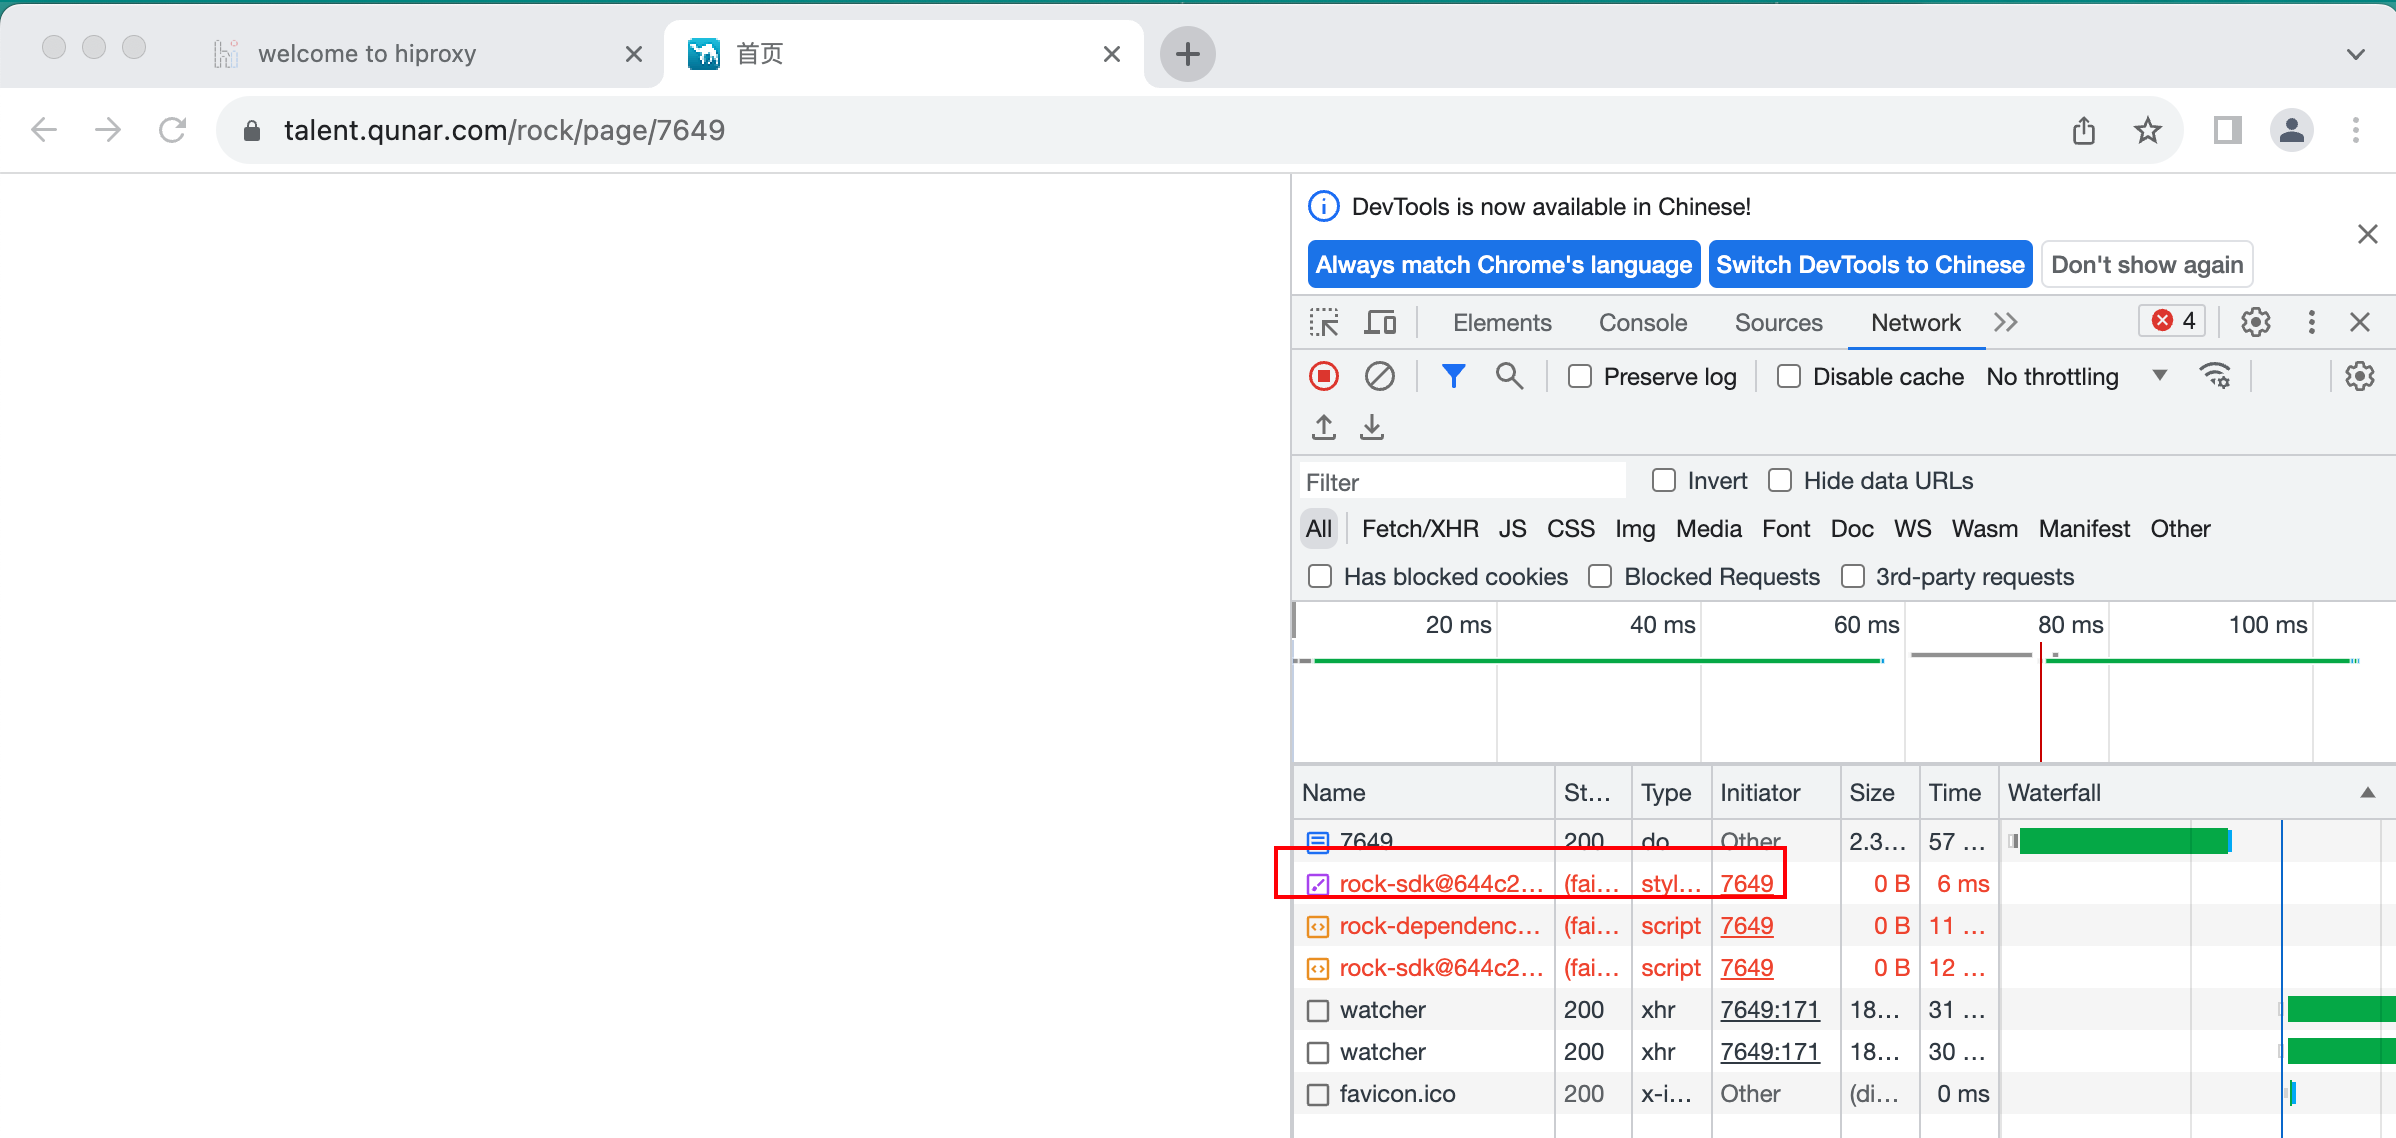 welcome to hiproxy
首页
talent.qunar.com/rock/page/7649
DevTools is now available in Chinese!
Always match Chrome's language Switch DevTools to Chinese Don't show again
Elements Console Sources Network 4
Preserve log Disable cache No throttling
Filter Invert Hide data URLs
All Fetch/XHR JS CSS Img Media Font Doc WS Wasm Manifest Other
Has blocked cookies Blocked Requests 3rd-party requests
20 ms 40 ms 60 ms 80 ms 100 ms
Name St... Type Initiator Size Time Waterfall
7649 200 do Other 2.3... 57 ...
rock-sdk@644c2... (fai... styl... 7649 0 B 6 ms
rock-dependenc... (fai... script 7649 0 B 11 ...
rock-sdk@644c2... (fai... script 7649 0 B 12 ...
watcher 200 xhr 7649:171 18... 31 ...
watcher 200 xhr 7649:171 18... 30 ...
favicon.ico 200 x-i... Other (di... 0 ms